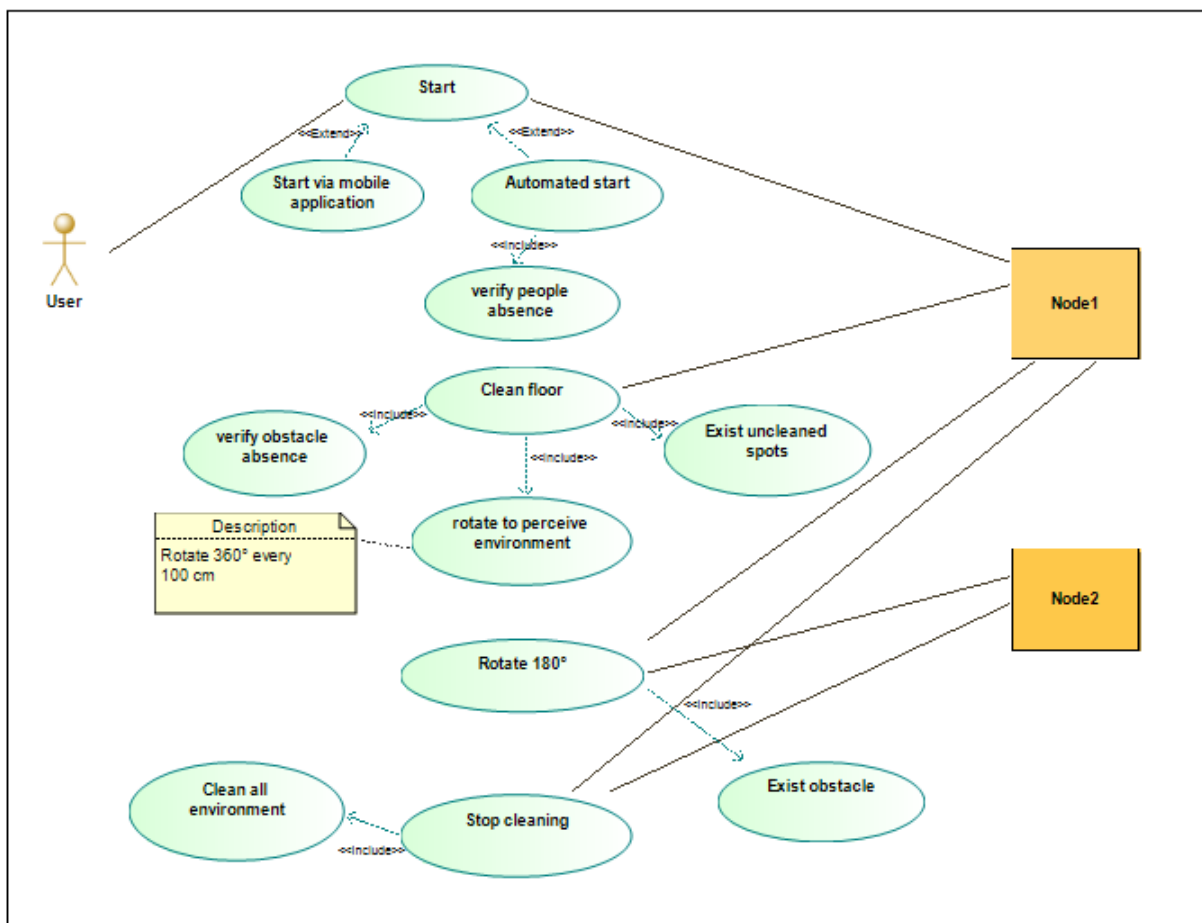 Start
<<Extend>>
<<Extend>>
Start via mobile
application
Automated start
<<include>>
User
verify people
absence
Node1
Clean floor
<<include>>
<<include>>
verify obstacle
absence
Exist uncleaned
spots
<<include>>
Description
Rotate 360° every
100 cm
rotate to perceive
environment
Node2
Rotate 180°
<<include>>
Clean all
environment
Exist obstacle
Stop cleaning
<<include>>